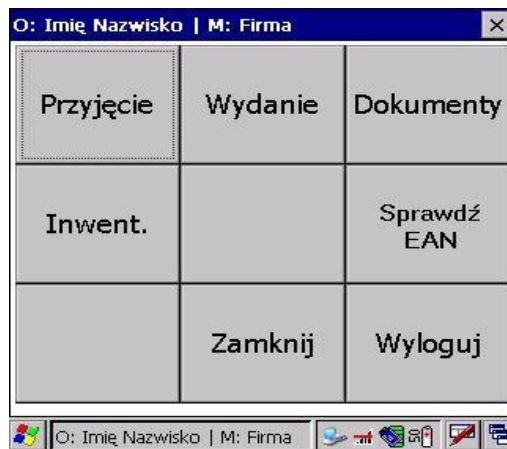 O: Imię Nazwisko | M: Firma
Przyjęcie
Wydanie
Dokumenty
Inwent.
Sprawdź
EAN
Zamknij
Wyloguj
O: Imię Nazwisko | M: Firma